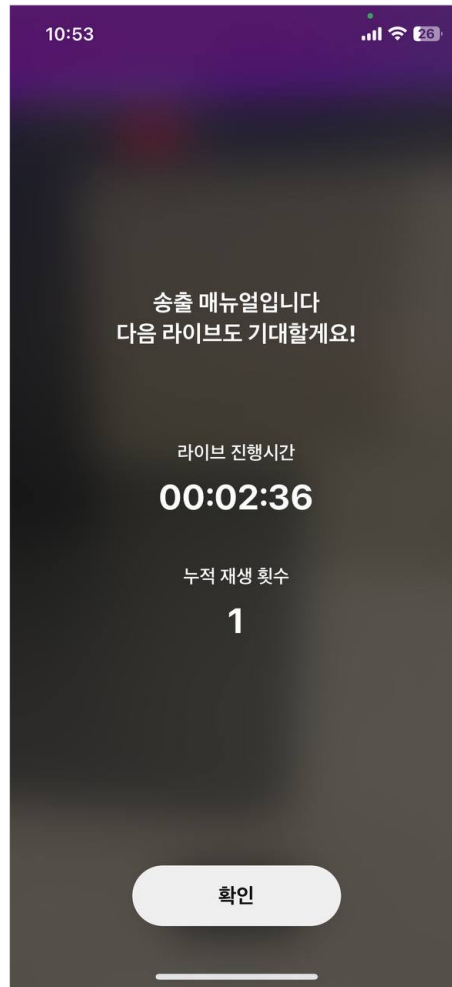 10:53
26
송출 매뉴얼입니다
다음 라이브도 기대할게요!
라이브 진행시간
00:02:36
누적 재생 횟수
1
확인